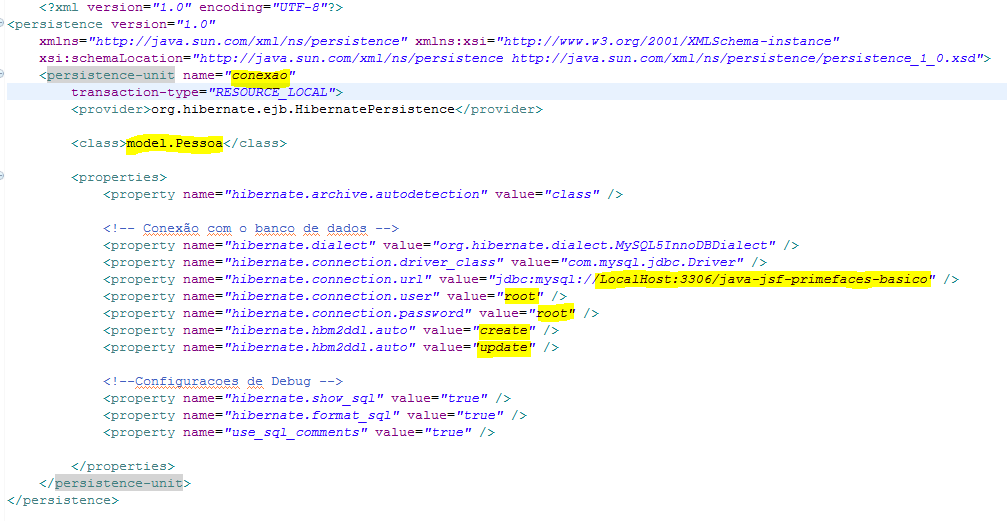 <?xml version="1.0" encoding="UTF-8"?>
<persistence version="1.0"
xmlns="http://java.sun.com/xml/ns/persistence" xmlns:xsi="http://www.w3.org/2001/XMLSchema-instance"
xsi:schemaLocation="http://java.sun.com/xml/ns/persistence http://java.sun.com/xml/ns/persistence/persistence_1_0.xsd">
<persistence-unit name="conexao"
transaction-type="RESOURCE_LOCAL">
<provider>org.hibernate.ejb.HibernatePersistence</provider>
<class>model.Pessoa</class>
<properties>
<property name="hibernate.archive.autodetection" value="class" />
<!-- Conexão com o banco de dados -->
<property name="hibernate.dialect" value="org.hibernate.dialect.MySQL5InnoDBDialect" />
<property name="hibernate.connection.driver_class" value="com.mysql.jdbc.Driver" />
<property name="hibernate.connection.url" value="jdbc:mysql://LocalHost:3306/java-jsf-primefaces-basico" />
<property name="hibernate.connection.user" value="root" />
<property name="hibernate.connection.password" value="root" />
<property name="hibernate.hbm2ddl.auto" value="create" />
<property name="hibernate.hbm2ddl.auto" value="update" />
<!--Configuracoes de Debug -->
<property name="hibernate.show_sql" value="true" />
<property name="hibernate.format_sql" value="true" />
<property name="use_sql_comments" value="true" />
</properties>
</persistence-unit>
</persistence>